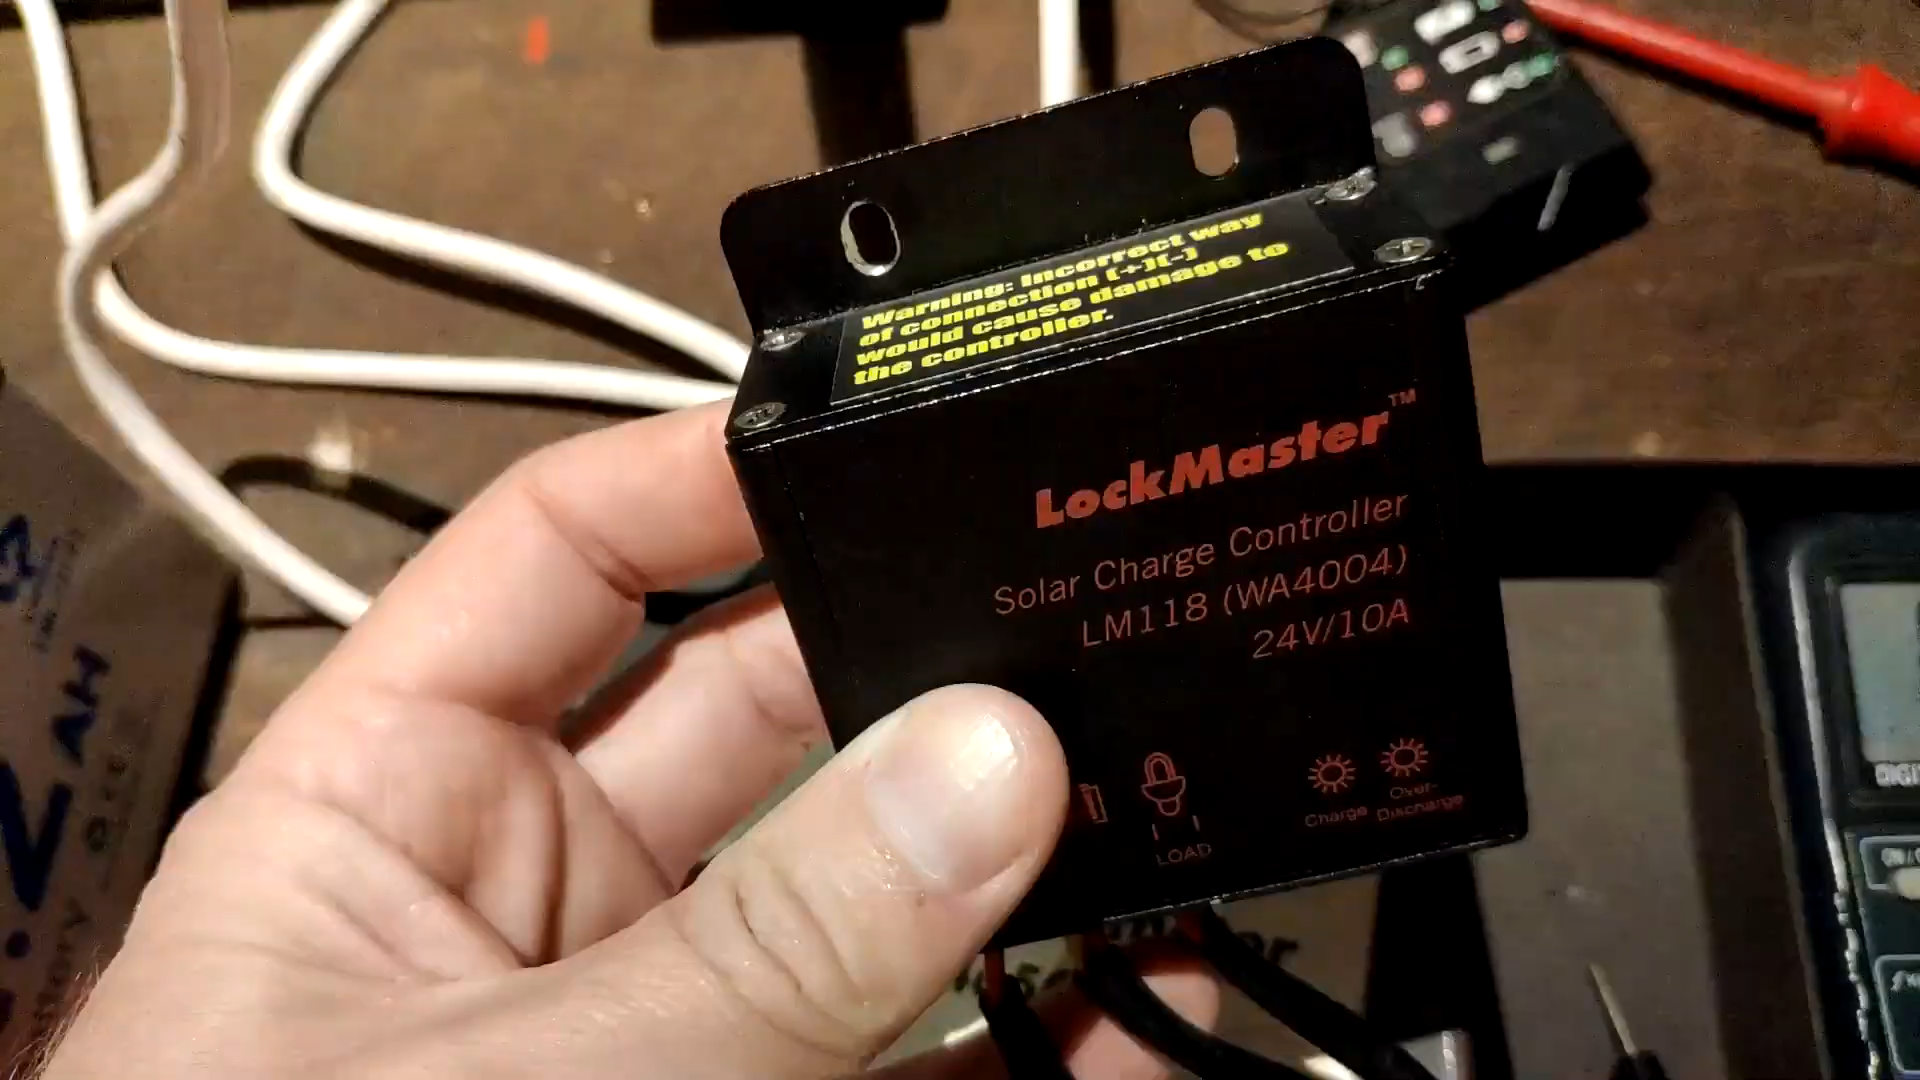 Warning: Incorrect way
of connection [+][-]
would cause damage to
the controller.
LockMaster™
Solar Charge Controller
LM118 (WA4004)
24V/10A
LOAD
Charge
Over-
Discharge
AH